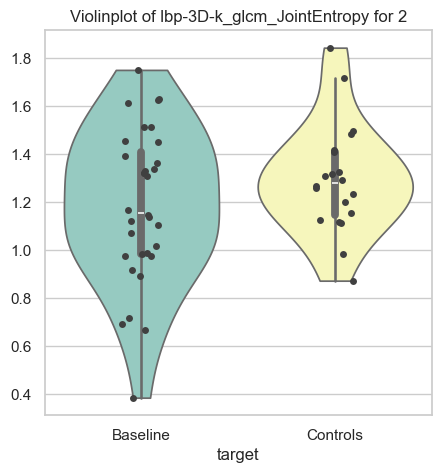 Violinplot of lbp-3D-k_glcm_JointEntropy for 2
1.8
1.6
1.4
1.2
1.0
0.8
0.6
0.4
Baseline
Controls
target